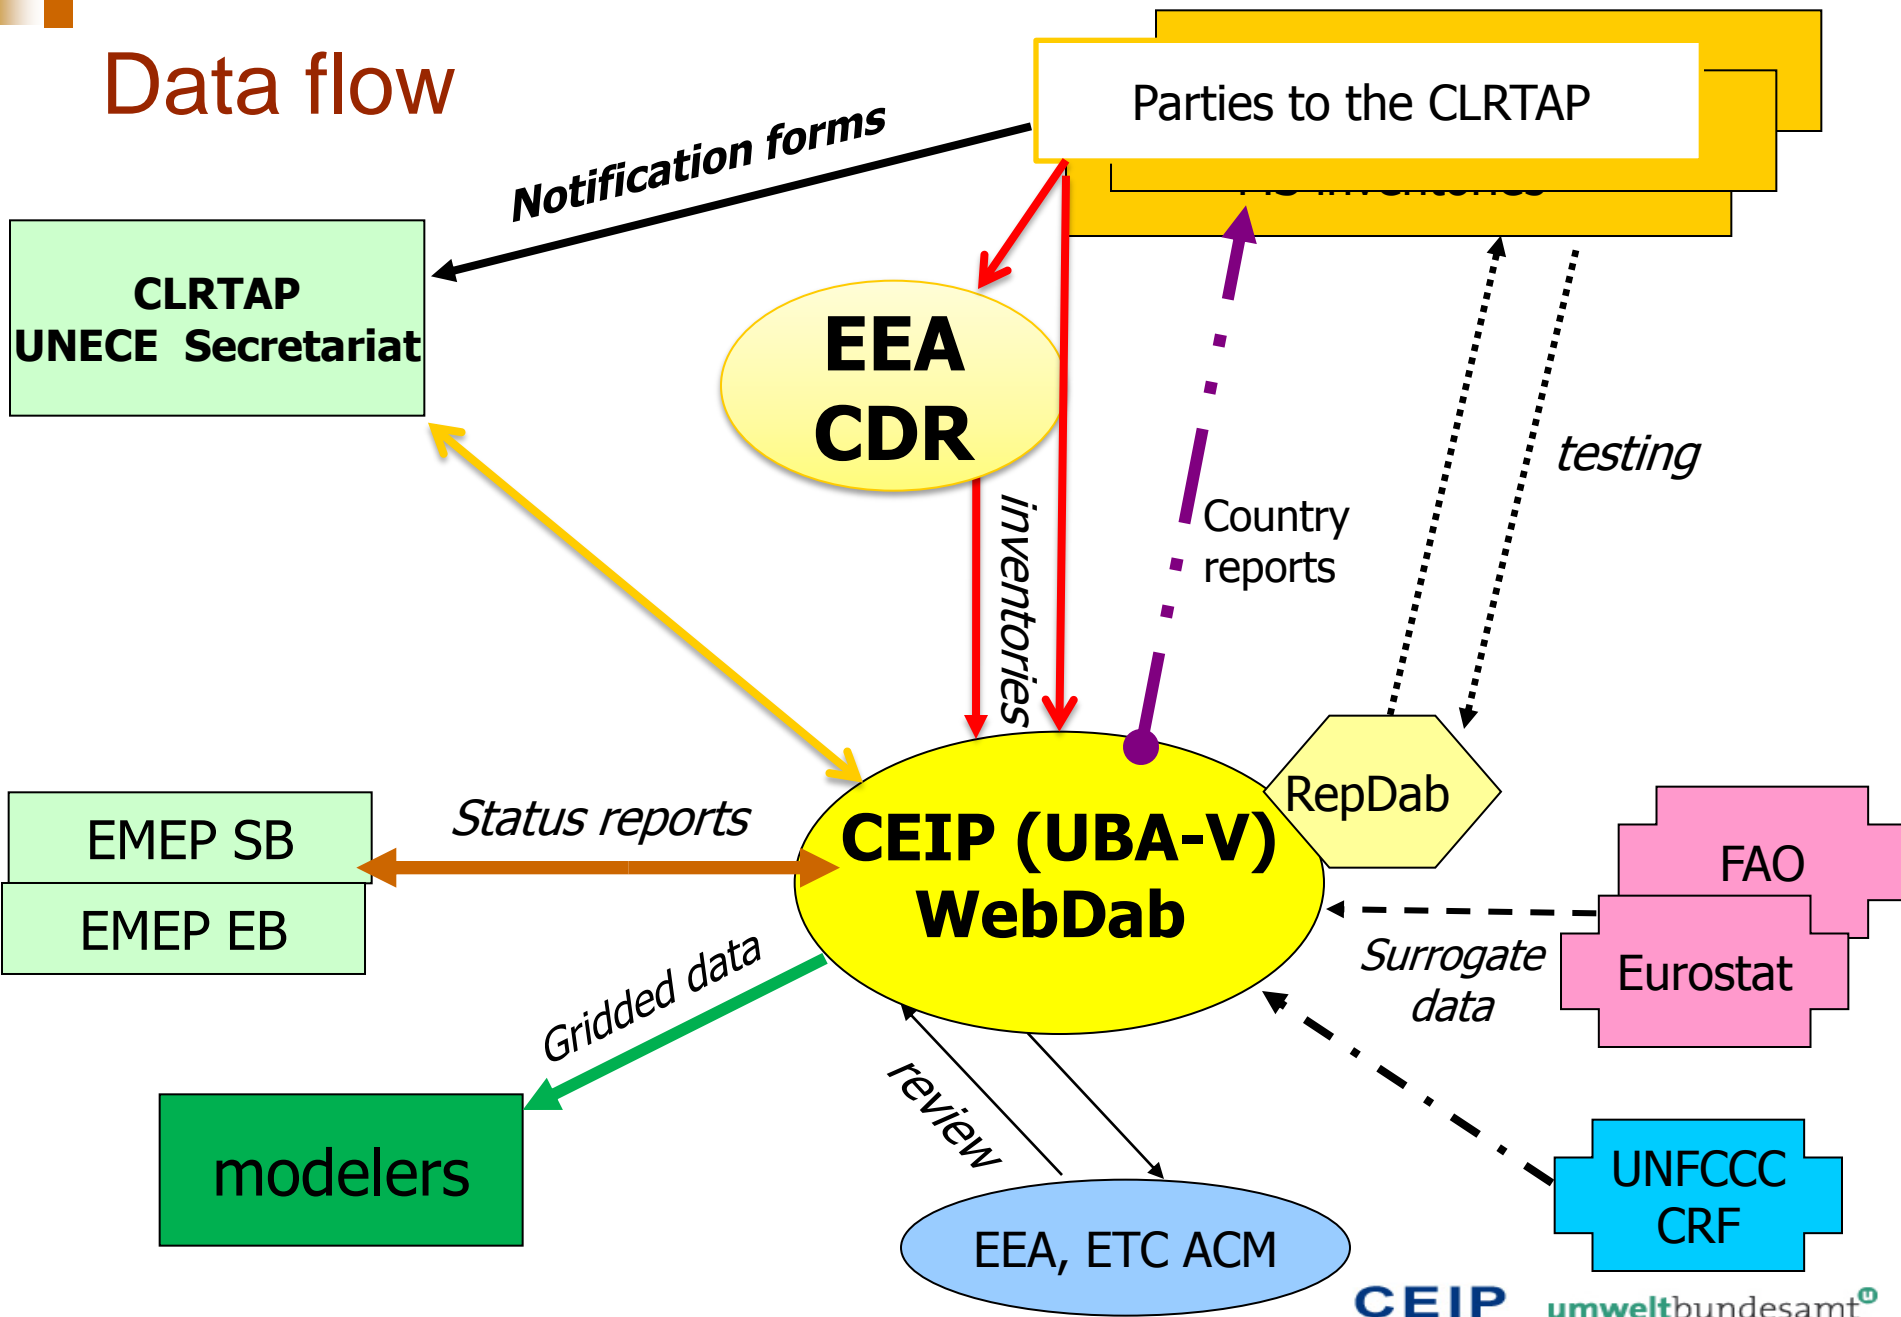 Data flow
Parties to the CLRTAP
inventories
Notification forms
CLRTAP
UNECE Secretariat
EEA
CDR
testing
Country
reports
inventories
RepDab
Status reports
EMEP SB
EMEP EB
CEIP (UBA-V)
WebDab
FAO
Eurostat
Surrogate
data
Gridded data
review
modelers
UNFCCC
CRF
EEA, ETC ACM
CEIP
umweltbundesamt